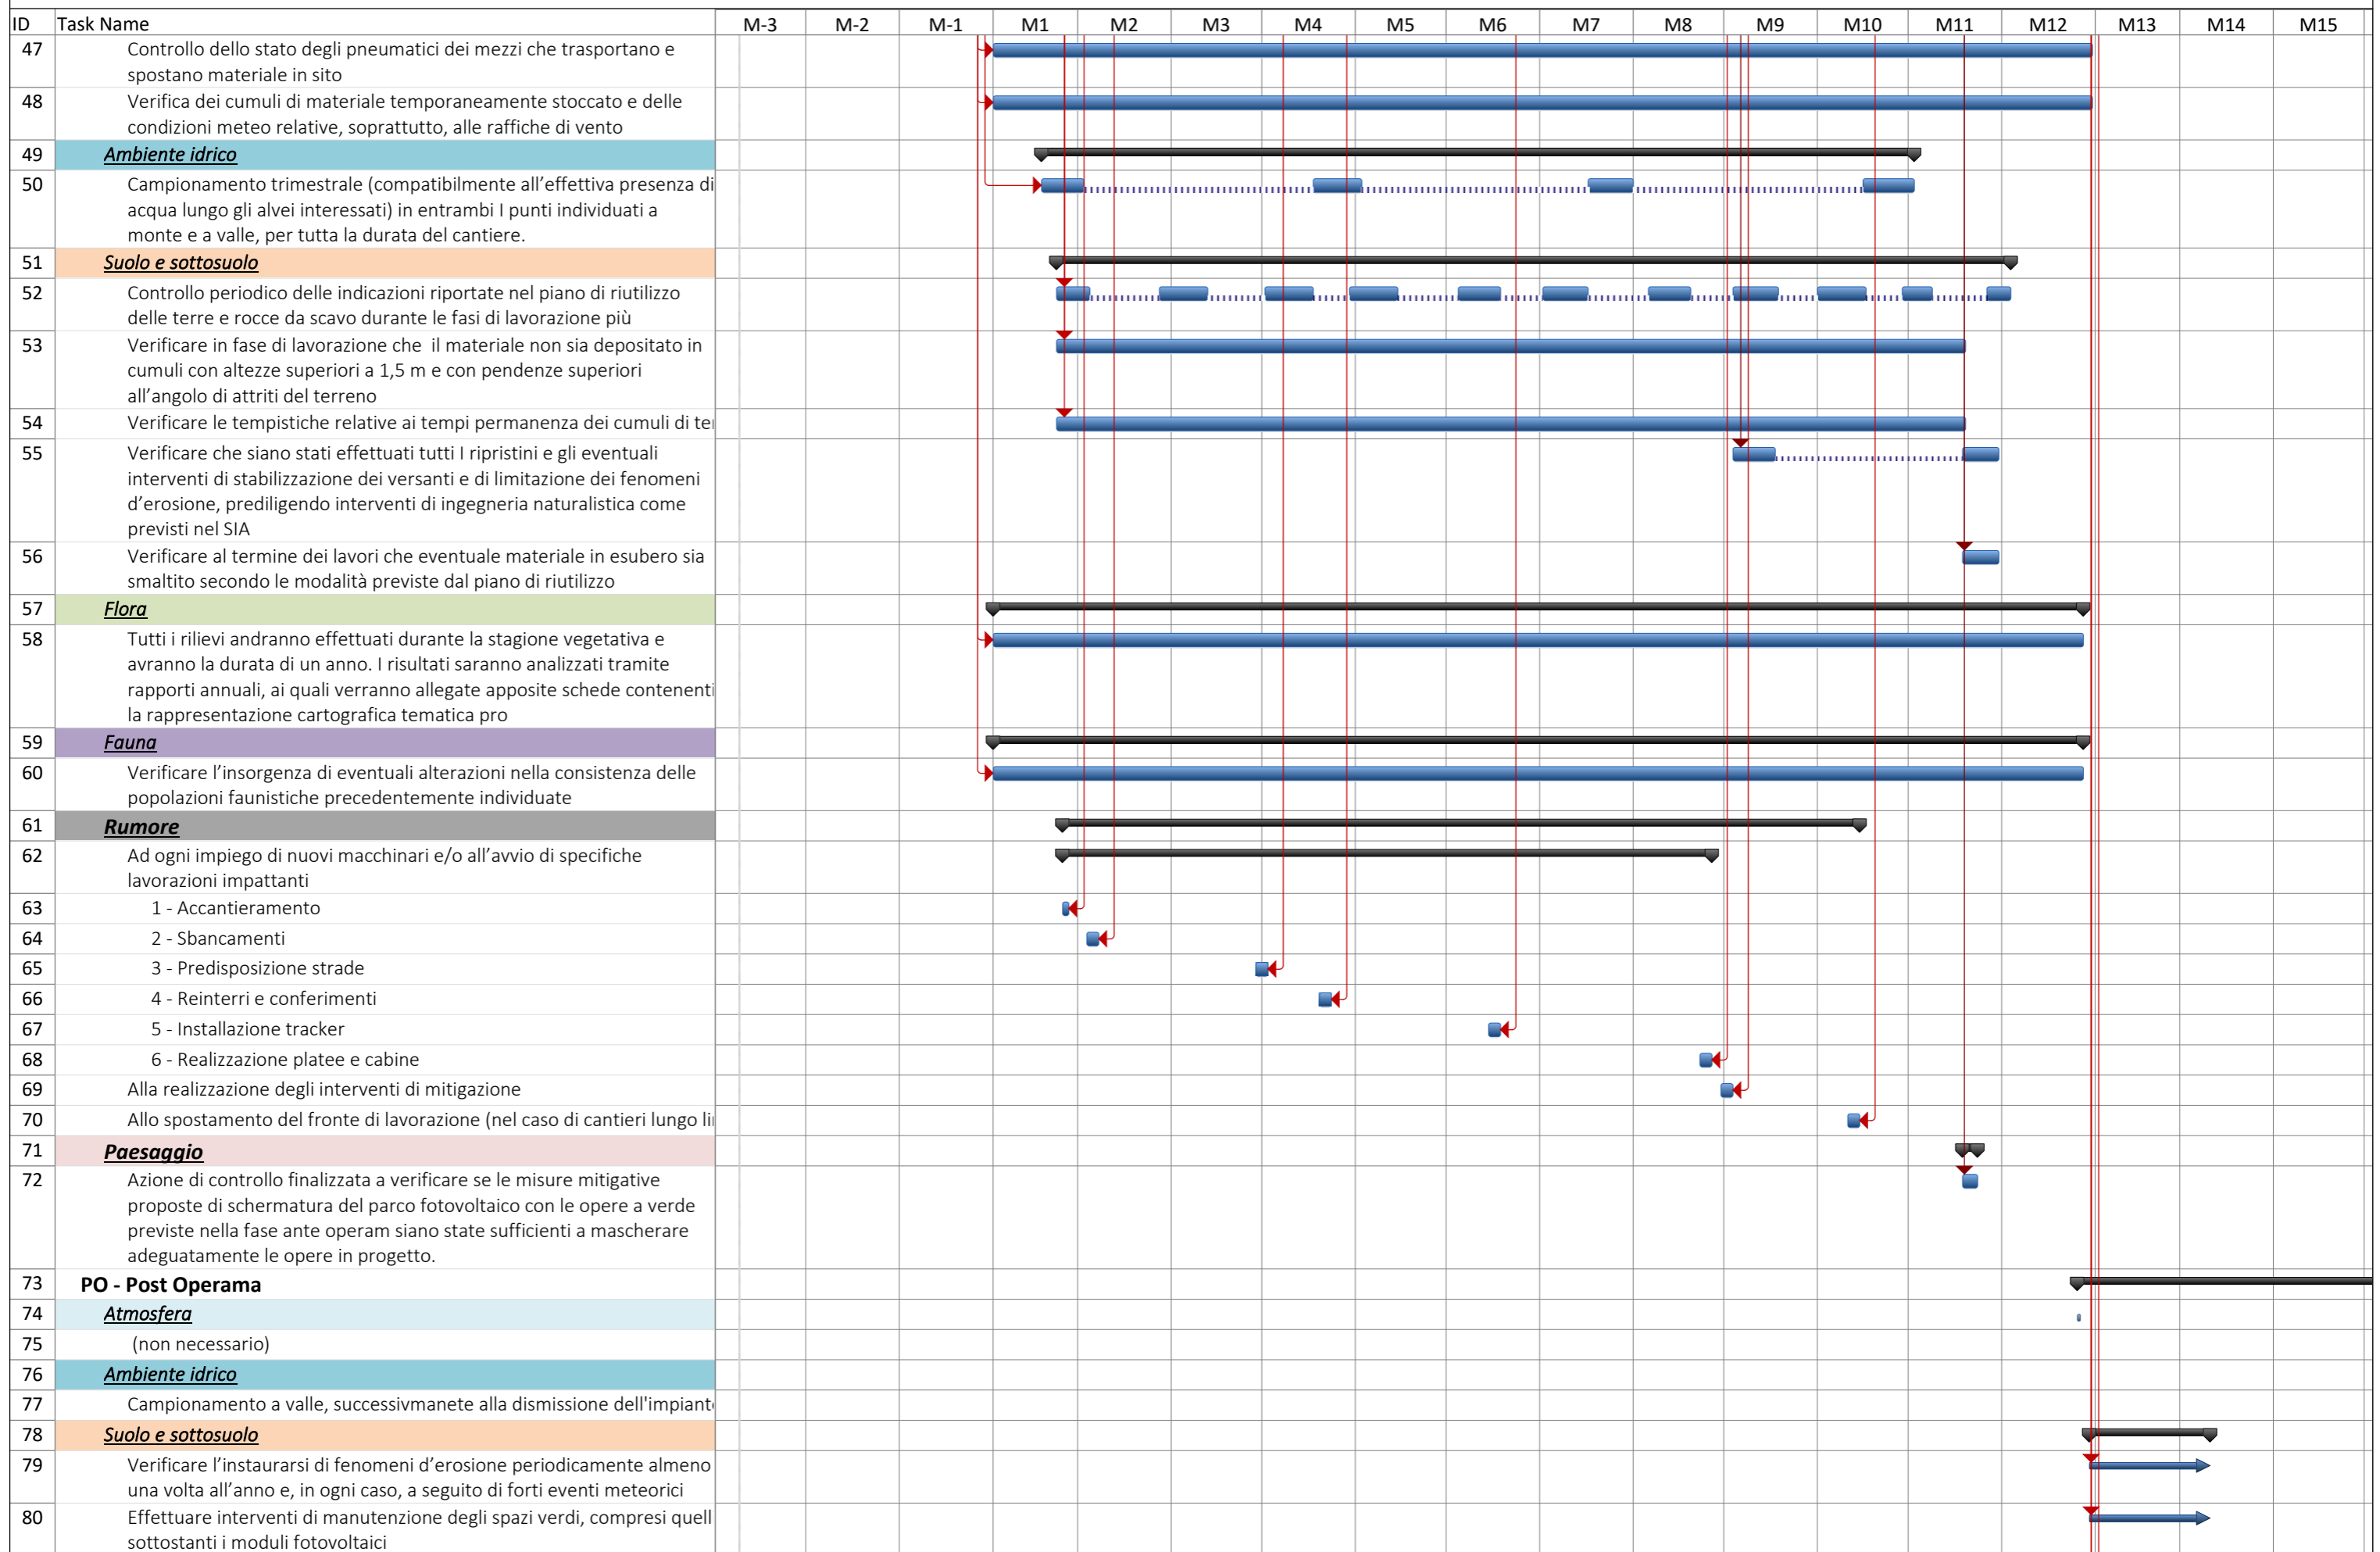 ID Task Name M-3 M-2 M-1 M1 M2 M3 M4 M5 M6 M7 M8 M9 M10 M11 M12 M13 M14 M15
47 Controllo dello stato degli pneumatici dei mezzi che trasportano e
spostano materiale in sito
48 Verifica dei cumuli di materiale temporaneamente stoccato e delle
condizioni meteo relative, soprattutto, alle raffiche di vento
49 Ambiente idrico
50 Campionamento trimestrale (compatibilmente all'effettiva presenza di
acqua lungo gli alvei interessati) in entrambi I punti individuati a
monte e a valle, per tutta la durata del cantiere.
51 Suolo e sottosuolo
52 Controllo periodico delle indicazioni riportate nel piano di riutilizzo
delle terre e rocce da scavo durante le fasi di lavorazione più
53 Verificare in fase di lavorazione che il materiale non sia depositato in
cumuli con altezze superiori a 1,5 m e con pendenze superiori
all'angolo di attriti del terreno
54 Verificare le tempistiche relative ai tempi permanenza dei cumuli di ter
55 Verificare che siano stati effettuati tutti I ripristini e gli eventuali
interventi di stabilizzazione dei versanti e di limitazione dei fenomeni
d'erosione, prediligendo interventi di ingegneria naturalistica come
previsti nel SIA
56 Verificare al termine dei lavori che eventuale materiale in esubero sia
smaltito secondo le modalità previste dal piano di riutilizzo
57 Flora
58 Tutti i rilievi andranno effettuati durante la stagione vegetativa e
avranno la durata di un anno. I risultati saranno analizzati tramite
rapporti annuali, ai quali verranno allegate apposite schede contenenti
la rappresentazione cartografica tematica pro
59 Fauna
60 Verificare l'insorgenza di eventuali alterazioni nella consistenza delle
popolazioni faunistiche precedentemente individuate
61 Rumore
62 Ad ogni impiego di nuovi macchinari e/o all'avvio di specifiche
lavorazioni impattanti
63 1 - Accantieramento
64 2 - Sbancamenti
65 3 - Predisposizione strade
66 4 - Reinterri e conferimenti
67 5 - Installazione tracker
68 6 - Realizzazione platee e cabine
69 Alla realizzazione degli interventi di mitigazione
70 Allo spostamento del fronte di lavorazione (nel caso di cantieri lungo li
71 Paesaggio
72 Azione di controllo finalizzata a verificare se le misure mitigative
proposte di schermatura del parco fotovoltaico con le opere a verde
previste nella fase ante operam siano state sufficienti a mascherare
adeguatamente le opere in progetto.
73 PO - Post Operama
74 Atmosfera
75 (non necessario)
76 Ambiente idrico
77 Campionamento a valle, successivmanete alla dismissione dell'impianto
78 Suolo e sottosuolo
79 Verificare l'instaurarsi di fenomeni d'erosione periodicamente almeno
una volta all'anno e, in ogni caso, a seguito di forti eventi meteorici
80 Effettuare interventi di manutenzione degli spazi verdi, compresi quell
sottostanti i moduli fotovoltaici